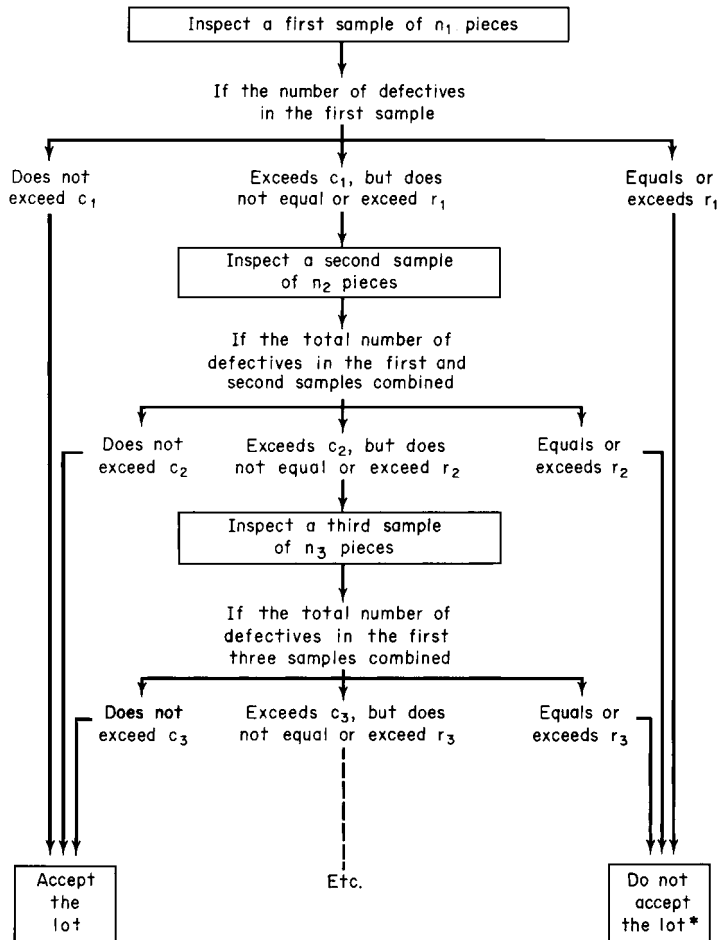 Inspect a first sample of n₁ pieces
If the number of defectives
in the first sample
Does not
exceed c₁
Exceeds c₁, but does
not equal or exceed r₁
Equals or
exceeds r₁
Inspect a second sample
of n₂ pieces
If the total number of
defectives in the first and
second samples combined
Does not
exceed c₂
Exceeds c₂, but does
not equal or exceed r₂
Equals or
exceeds r₂
Inspect a third sample
of n₃ pieces
If the total number of
defectives in the first
three samples combined
Does not
exceed c₃
Exceeds c₃, but does
not equal or exceed r₃
Equals or
exceeds r₃
Accept
the
lot
Etc.
Do not
accept
the lot*